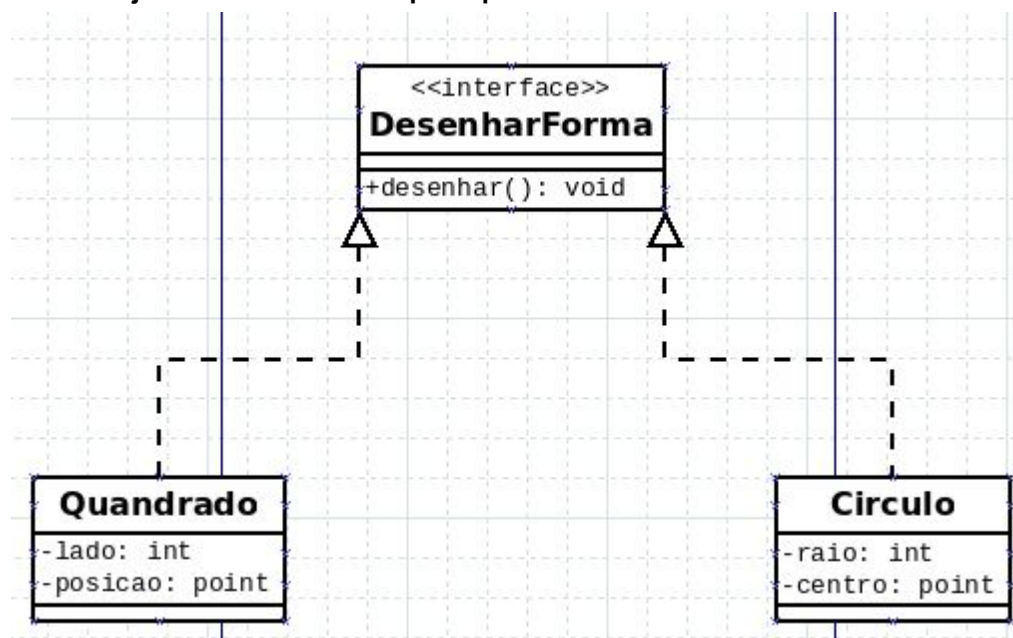 <<interface>>
DesenharForma
+desenhar(): void
Quandrado
-lado: int
-posicao: point
Circulo
-raio: int
-centro: point